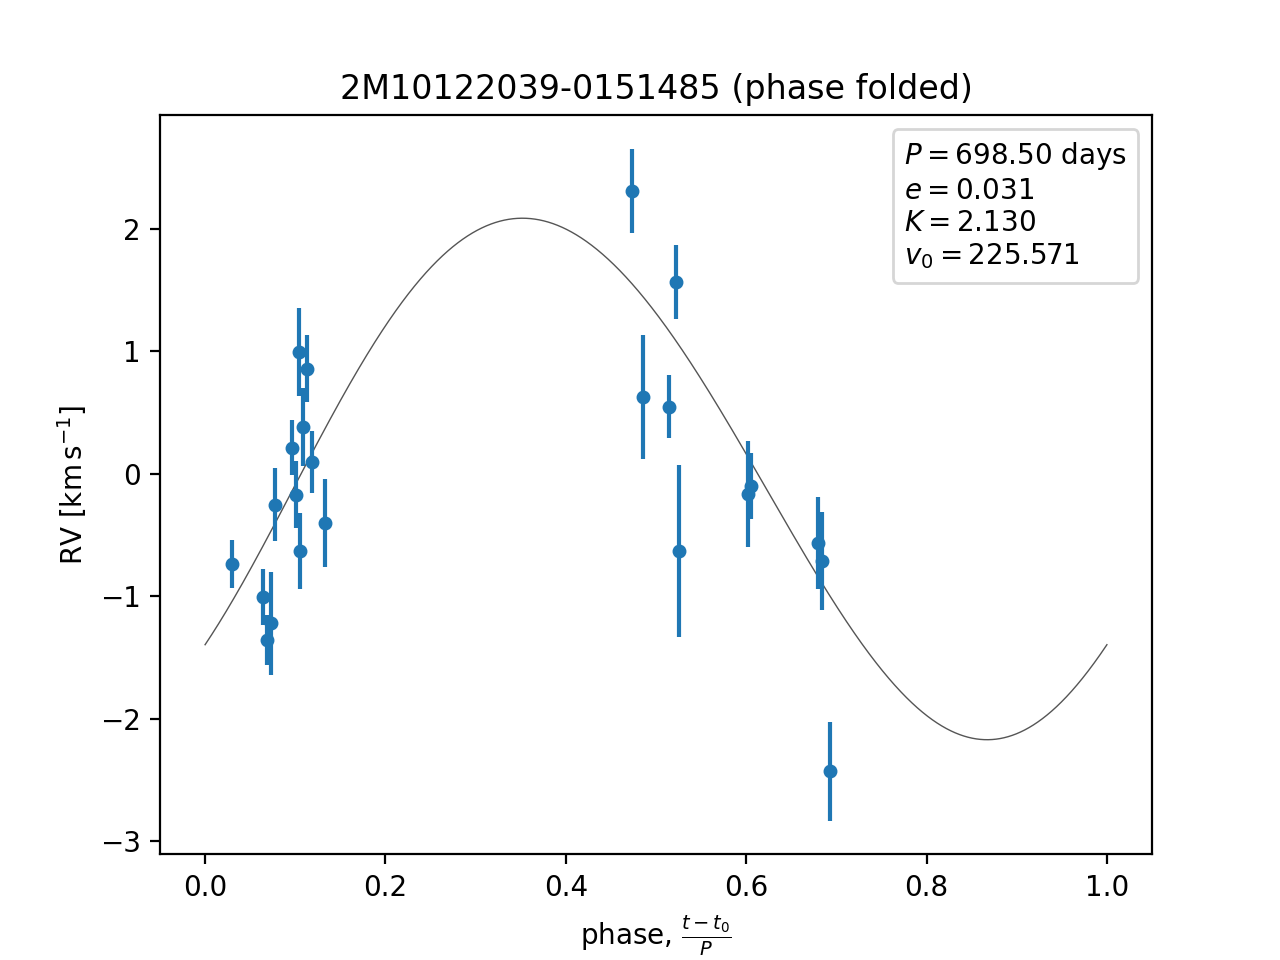 2M10122039-0151485 (phase folded)
P = 698.50 days
e = 0.031
K = 2.130
v₀ = 225.571
RV [km s⁻¹]
2
1
0
−1
−2
−3
0.0 0.2 0.4 0.6 0.8 1.0
phase, (t − t₀)/P